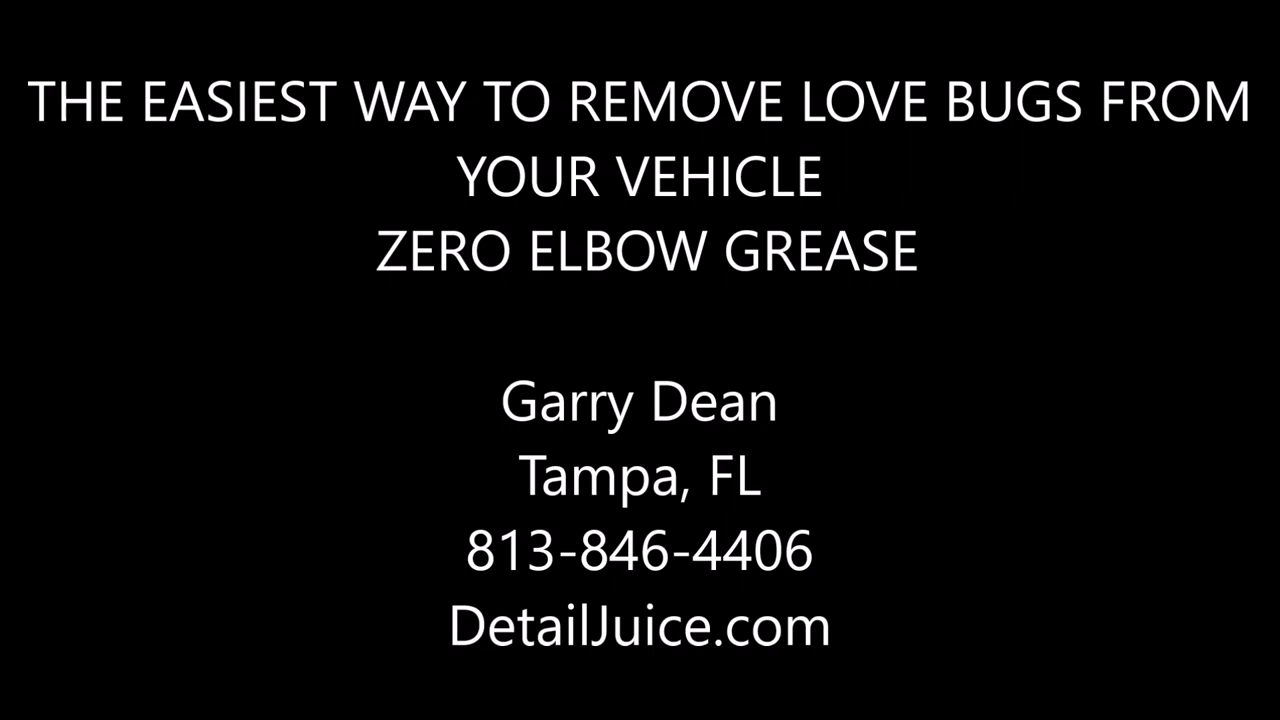 THE EASIEST WAY TO REMOVE LOVE BUGS FROM
YOUR VEHICLE
ZERO ELBOW GREASE
Garry Dean
Tampa, FL
813-846-4406
DetailJuice.com